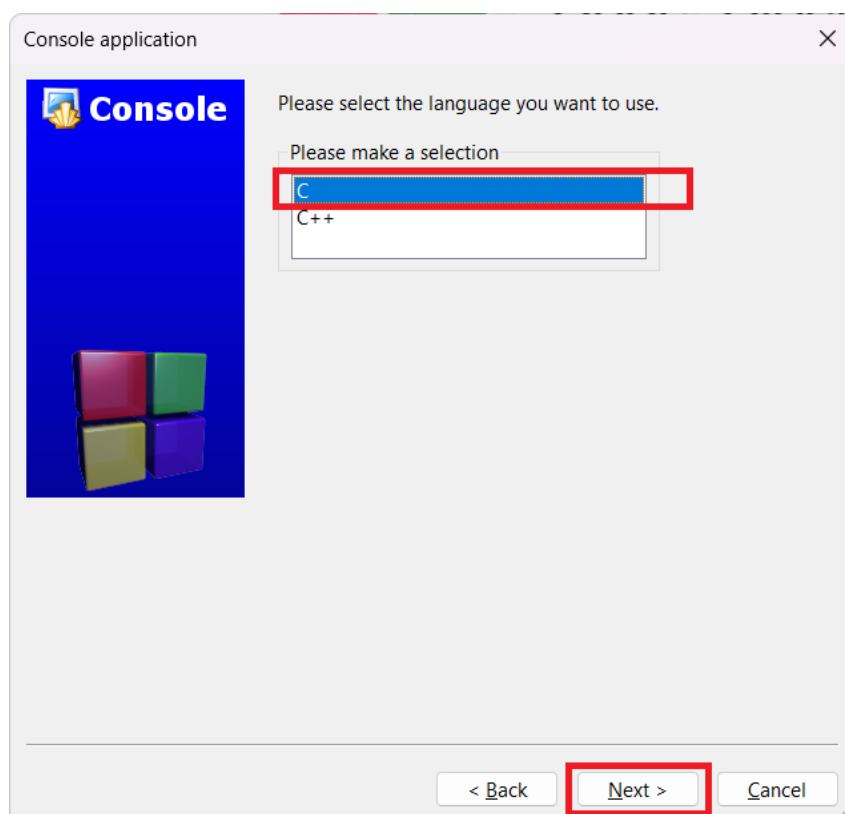 Console application
Console
Please select the language you want to use.
Please make a selection
C
C++
< Back
Next >
Cancel